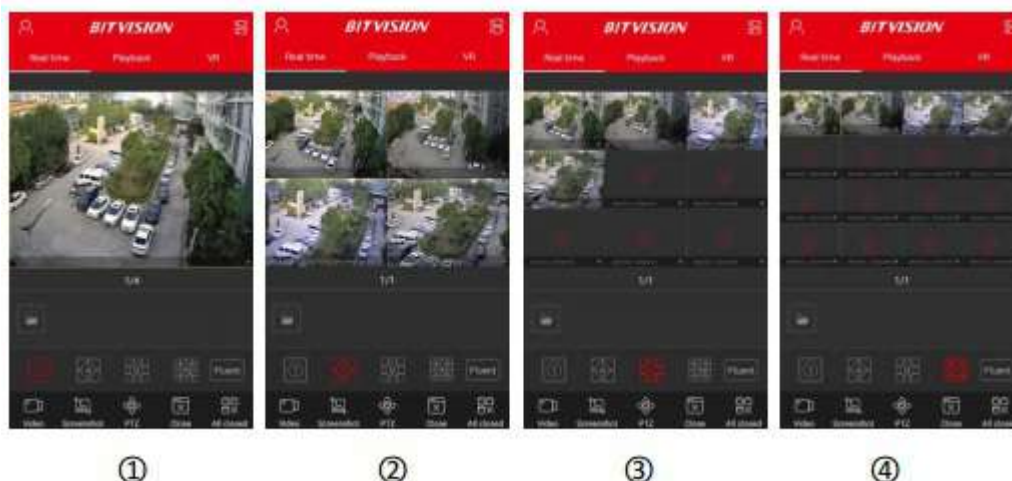 BITVISION BITVISION BITVISION BITVISION
Real time Playback VR Real time Playback VR Real time Playback VR Real time Playback VR
1/4 1/1 1/1 1/1
Fluent Fluent Fluent Fluent
Video Screenshot PTZ Close All closed Video Screenshot PTZ Close All closed Video Screenshot PTZ Close All closed Video Screenshot PTZ Close All closed
① ② ③ ④